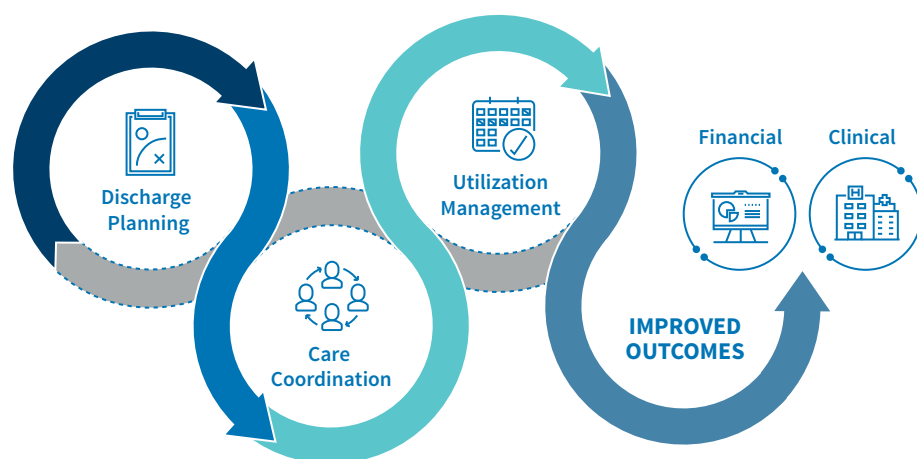 Discharge
Planning
Care
Coordination
Utilization
Management
IMPROVED
OUTCOMES
Financial
Clinical
H